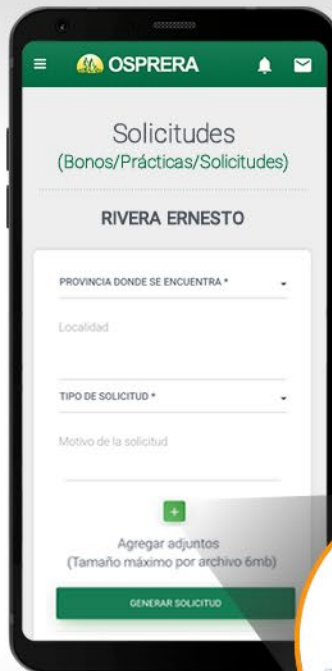 OSPRERA
Solicitudes
(Bonos/Prácticas/Solicitudes)
RIVERA ERNESTO
PROVINCIA DONDE SE ENCUENTRA *
Localidad
TIPO DE SOLICITUD *
Motivo de la solicitud
+
Agregar adjuntos
(Tamaño máximo por archivo 6mb)
GENERAR SOLICITUD